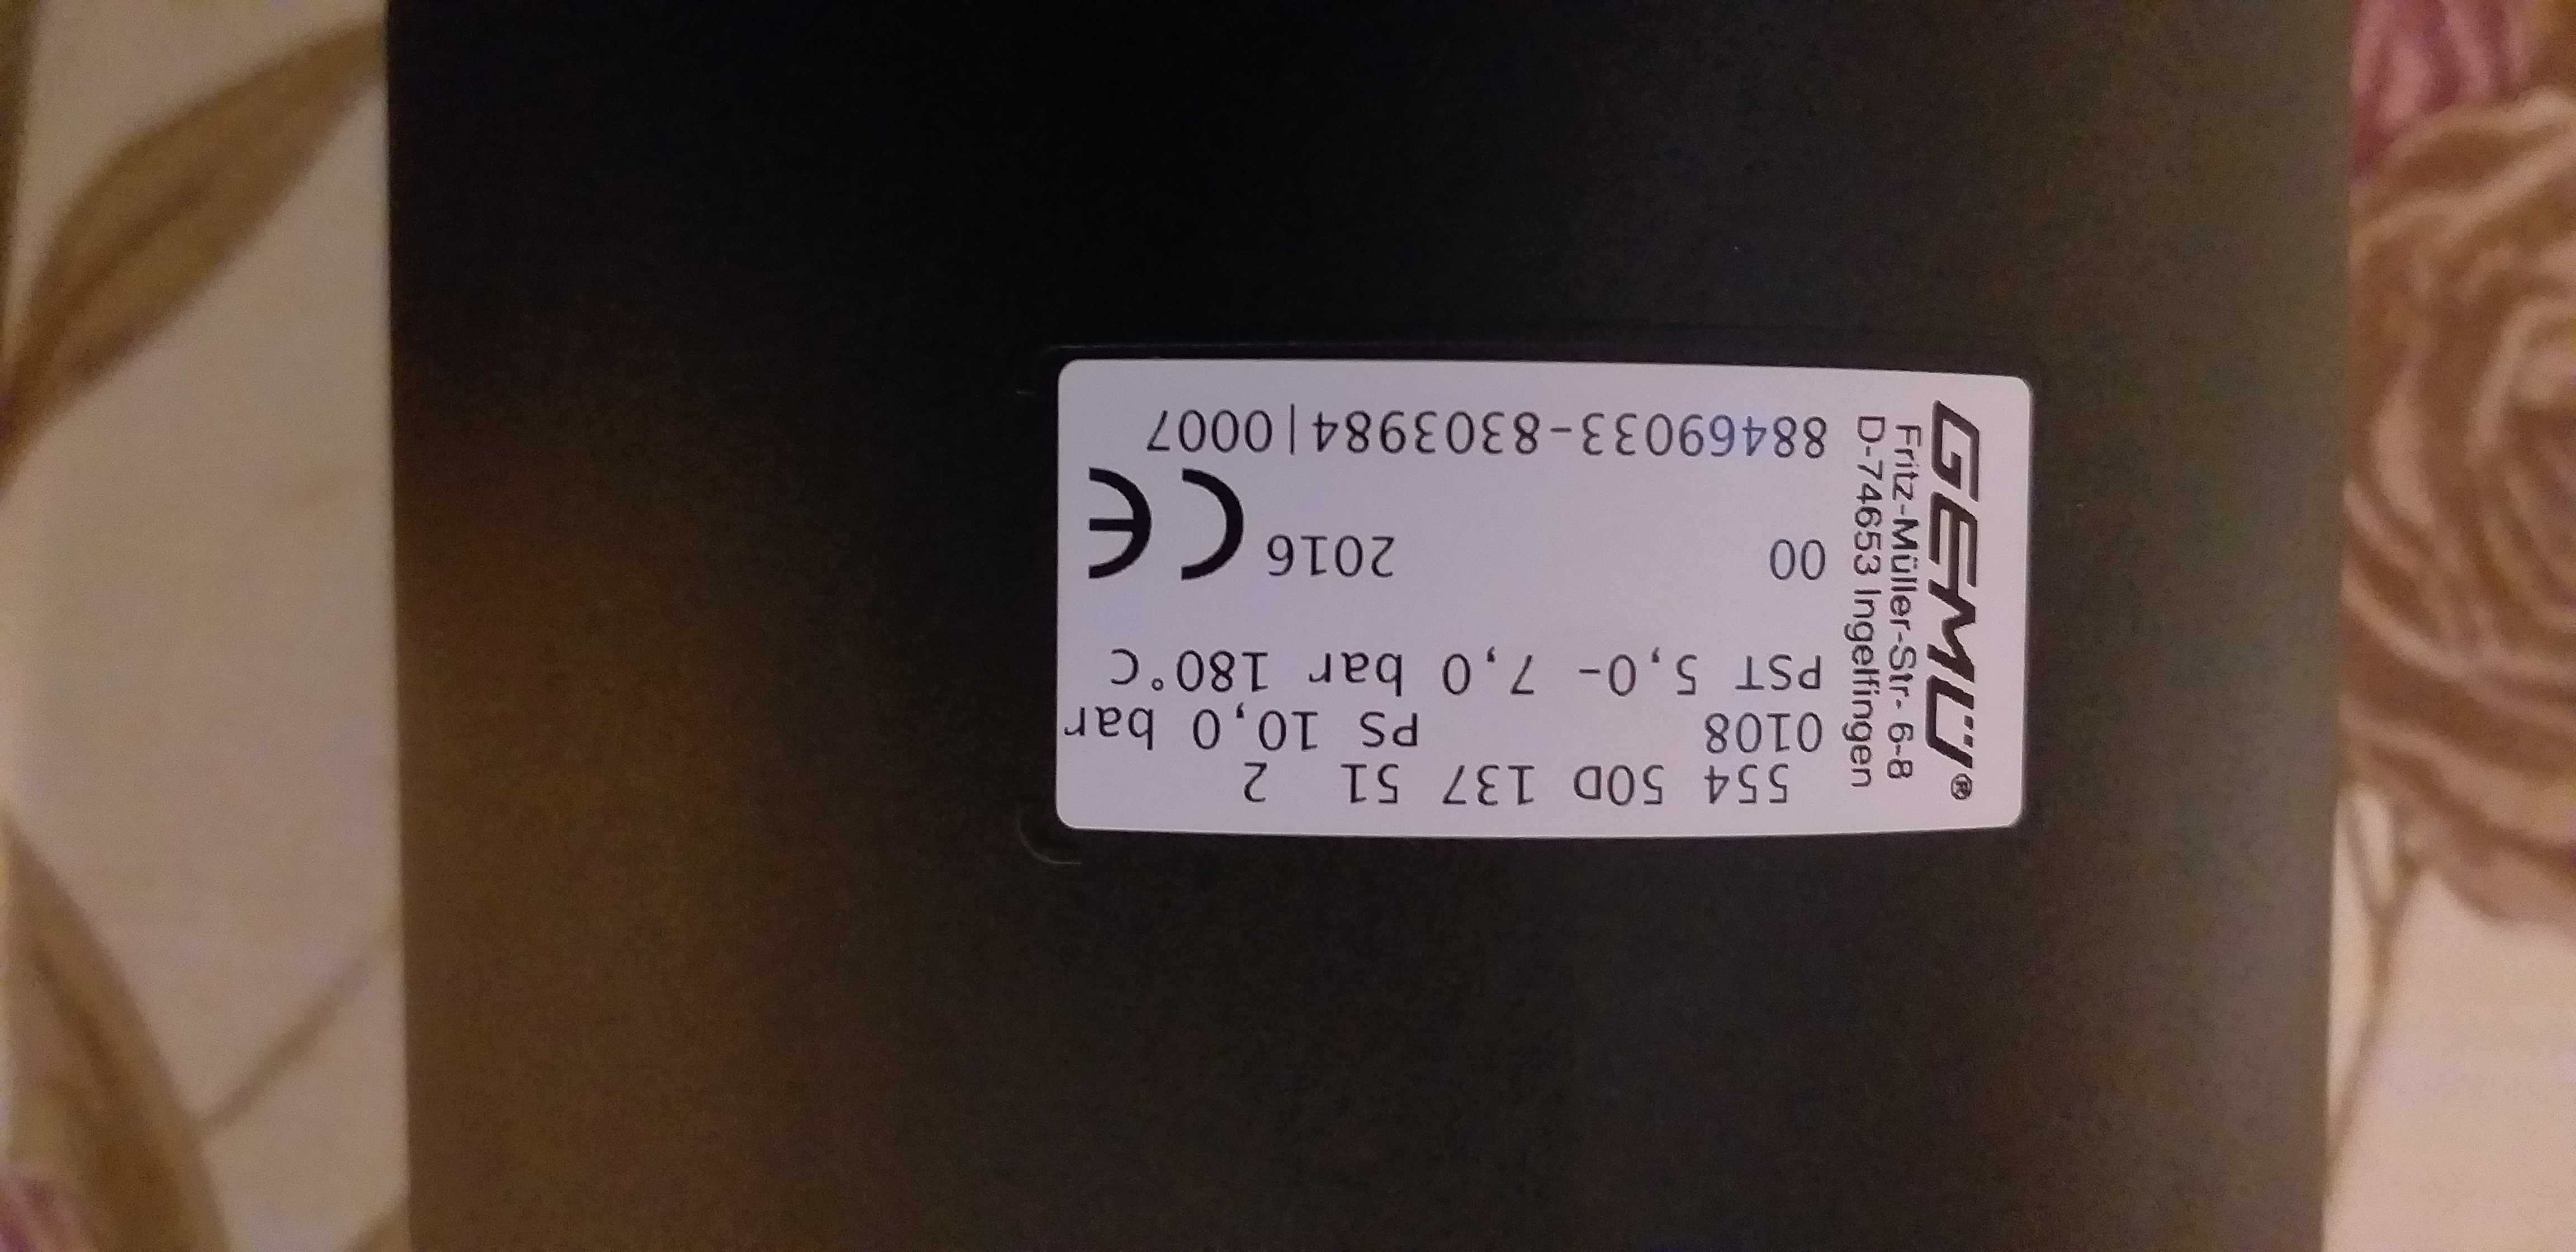 GEMÜ®
Fritz-Müller-Str. 6-8
D-74653 Ingelfingen
554 50D 137 51 2
0108 PS 10,0 bar
PST 5,0- 7,0 bar 180°C
00 2016 CE
88469033-8303984|0007